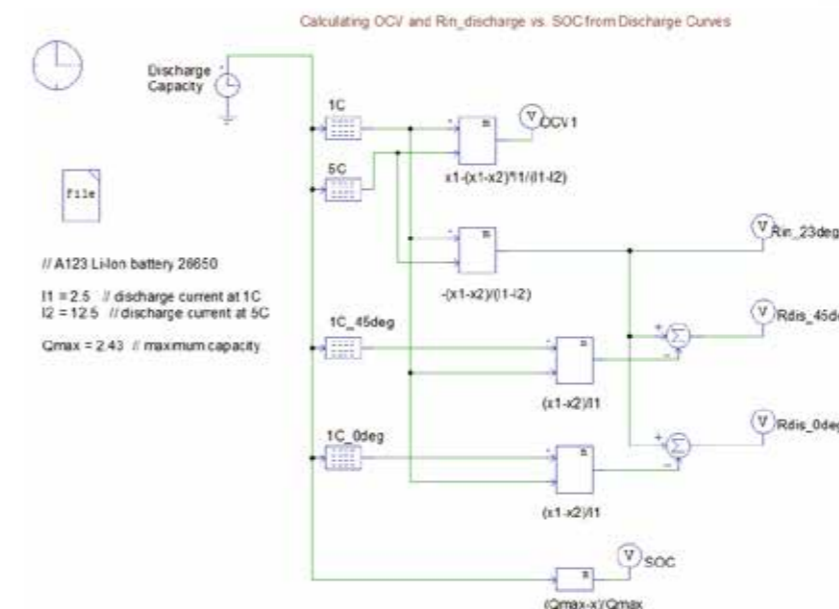 Calculating OCV and Rin_discharge vs. SOC from Discharge Curves
Discharge
Capacity
1C
V
OCV1
n
5C
x1-(x1-x2)*I1/(I1-I2)
File
n
V
Rin_23deg
// A123 Li-Ion battery 26650
-(x1-x2)/(I1-I2)
I1 = 2.5 // discharge current at 1C
I2 = 12.5 // discharge current at 5C
1C_45deg
V
Rdis_45de
Qmax = 2.43 // maximum capacity
n
Σ
(x1-x2)/I1
V
Rdis_0deg
1C_0deg
n
Σ
(x1-x2)/I1
V
SOC
n
(Qmax-x)/Qmax